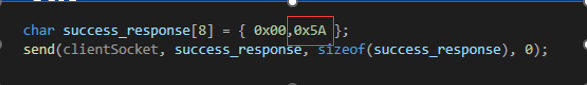 char success_response[8] = { 0x00,0x5A };
send(clientSocket, success_response, sizeof(success_response), 0);